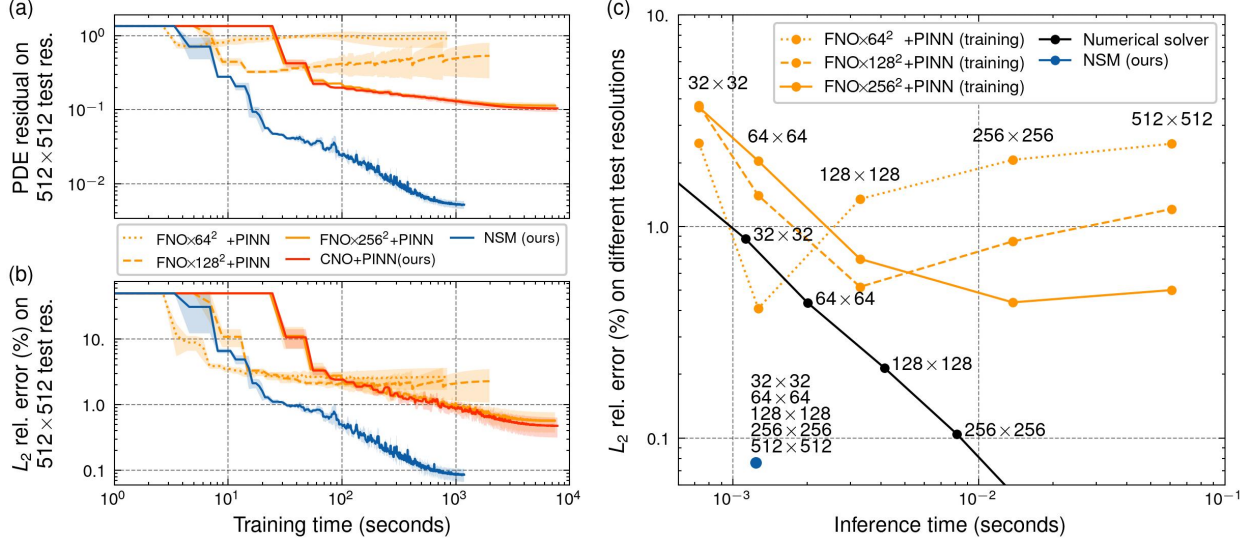 (a)
PDE residual on
512×512 test res.
10⁰
10⁻¹
10⁻²
FNO×64² +PINN
FNO×128²+PINN
FNO×256²+PINN
CNO+PINN(ours)
NSM (ours)
(b)
L₂ rel. error (%) on
512×512 test res.
10.
1.0
0.1
10⁰
10¹
10²
10³
10⁴
Training time (seconds)
(c)
L₂ rel. error (%) on different test resolutions
10.
1.0
0.1
FNO×64² +PINN (training)
FNO×128²+PINN (training)
FNO×256²+PINN (training)
Numerical solver
NSM (ours)
32×32
64×64
128×128
256×256
512×512
32×32
64×64
128×128
256×256
32×32
64×64
128×128
256×256
512×512
10⁻³
10⁻²
10⁻¹
Inference time (seconds)